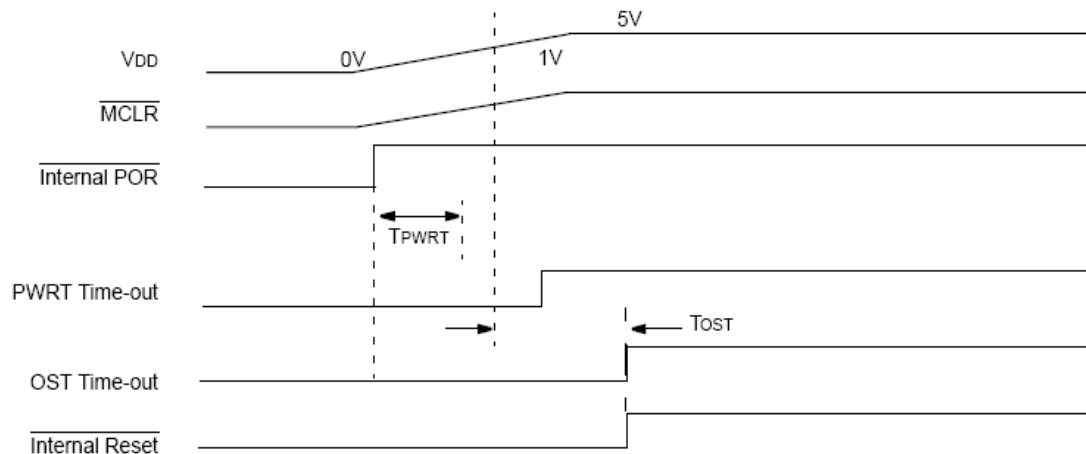 5V
VDD
0V
1V
MCLR
Internal POR
TPWRT
PWRT Time-out
TOST
OST Time-out
Internal Reset